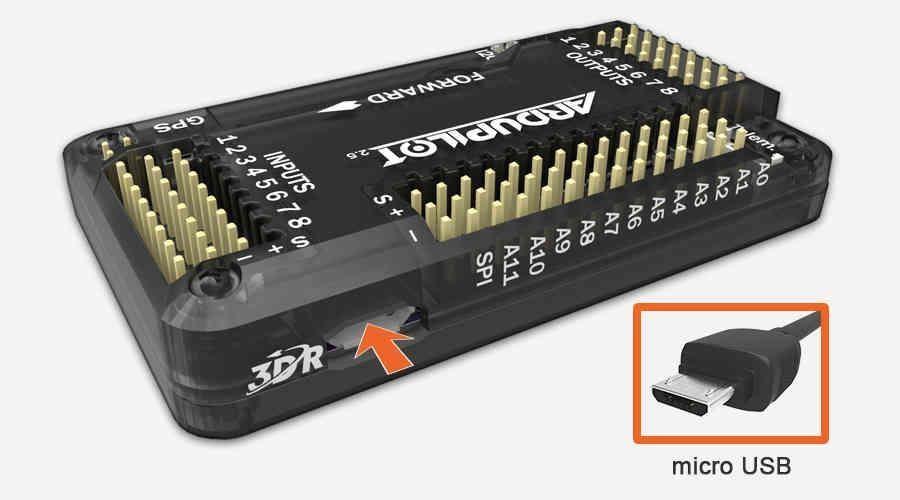 I2C
1 2 3 4 5 6 7 8
OUTPUTS
FORWARD
GPS
ARDUPILOT 2.5
1 2 3 4 5 6 7 8
INPUTS
S + -
S + -
Telem.
SPI A11 A10 A9 A8 A7 A6 A5 A4 A3 A2 A1 A0
3DR
micro USB